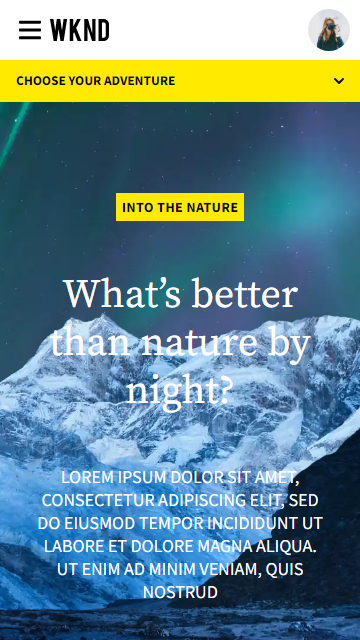 WKND
CHOOSE YOUR ADVENTURE
INTO THE NATURE
What's better
than nature by
night?
LOREM IPSUM DOLOR SIT AMET,
CONSECTETUR ADIPISCING ELIT, SED
DO EIUSMOD TEMPOR INCIDIDUNT UT
LABORE ET DOLORE MAGNA ALIQUA.
UT ENIM AD MINIM VENIAM, QUIS
NOSTRUD